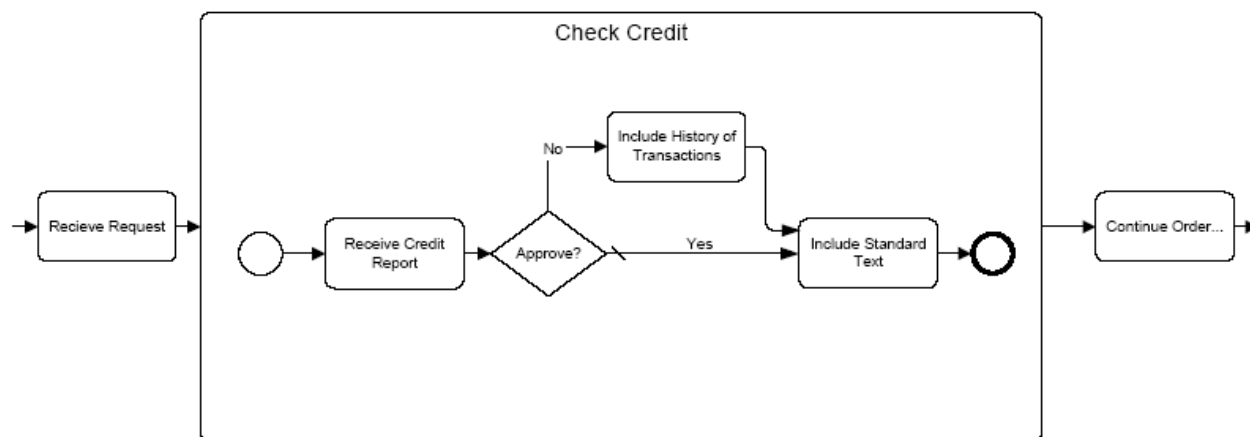 Check Credit
Include History of
Transactions
No
Recieve Request
Receive Credit
Report
Approve?
Yes
Include Standard
Text
Continue Order...